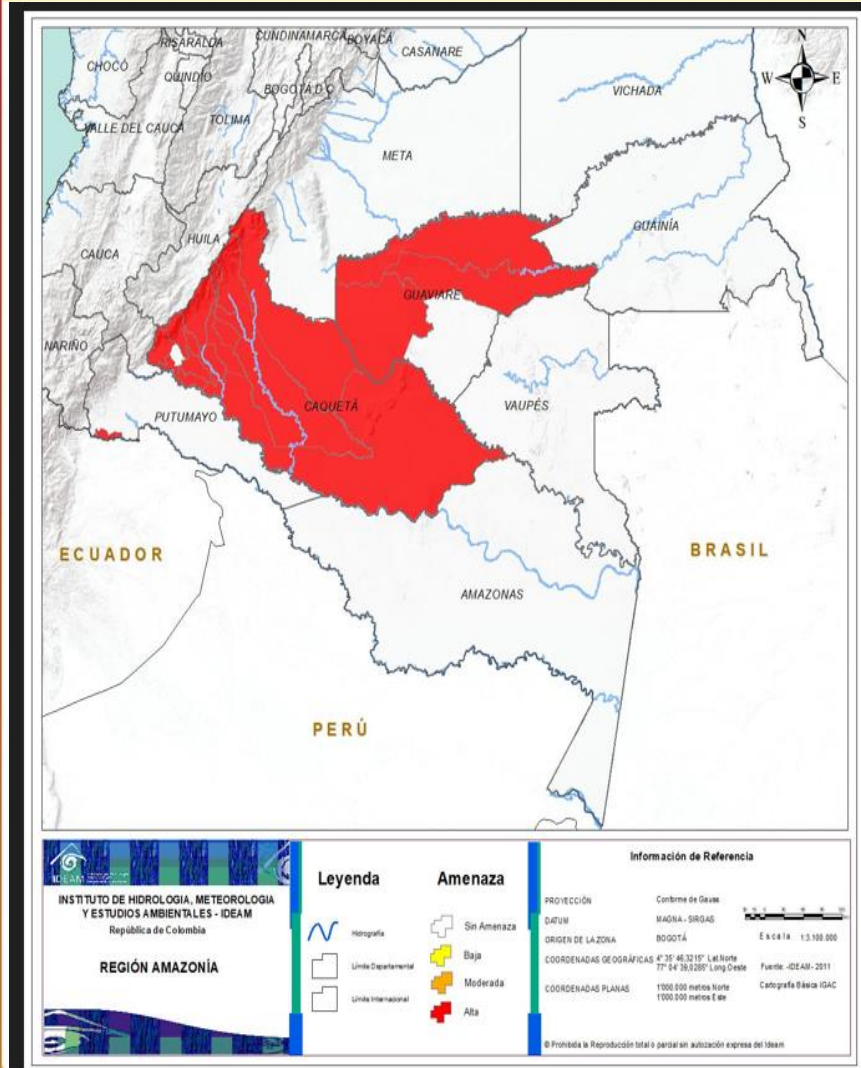 CUNDINAMARCA
BOYACÁ
RISARALDA
CASANARE
CHOCÓ
QUINDIO
BOGOTÁ D.C
VICHADA
N
W
E
S
TOLIMA
VALLE DEL CAUCA
META
HUILA
GUAINÍA
CAUCA
GUAVIARE
NARIÑO
CAQUETÁ
VAUPÉS
PUTUMAYO
ECUADOR
BRASIL
AMAZONAS
PERÚ
IDEAM
INSTITUTO DE HIDROLOGIA, METEOROLOGIA
Y ESTUDIOS AMBIENTALES - IDEAM
República de Colombia
REGIÓN AMAZONÍA
Leyenda
Hidrografía
Límite Departamental
Límite Internacional
Amenaza
Sin Amenaza
Baja
Moderada
Alta
Información de Referencia
PROYECCIÓN Conforme de Gauss
DATUM MAGNA - SIRGAS
ORIGEN DE LA ZONA BOGOTÁ
Escala 1:3.100.000
COORDENADAS GEOGRÁFICAS 4° 35' 46,3215" Lat.Norte
77° 04' 39,0285" Long Oeste
Fuente: -IDEAM - 2011
Cartografía Básica IGAC
COORDENADAS PLANAS 1'000.000 metros Norte
1'000.000 metros Este
© Prohibida la Reproducción total o parcial sin autozación expresa del Ideam